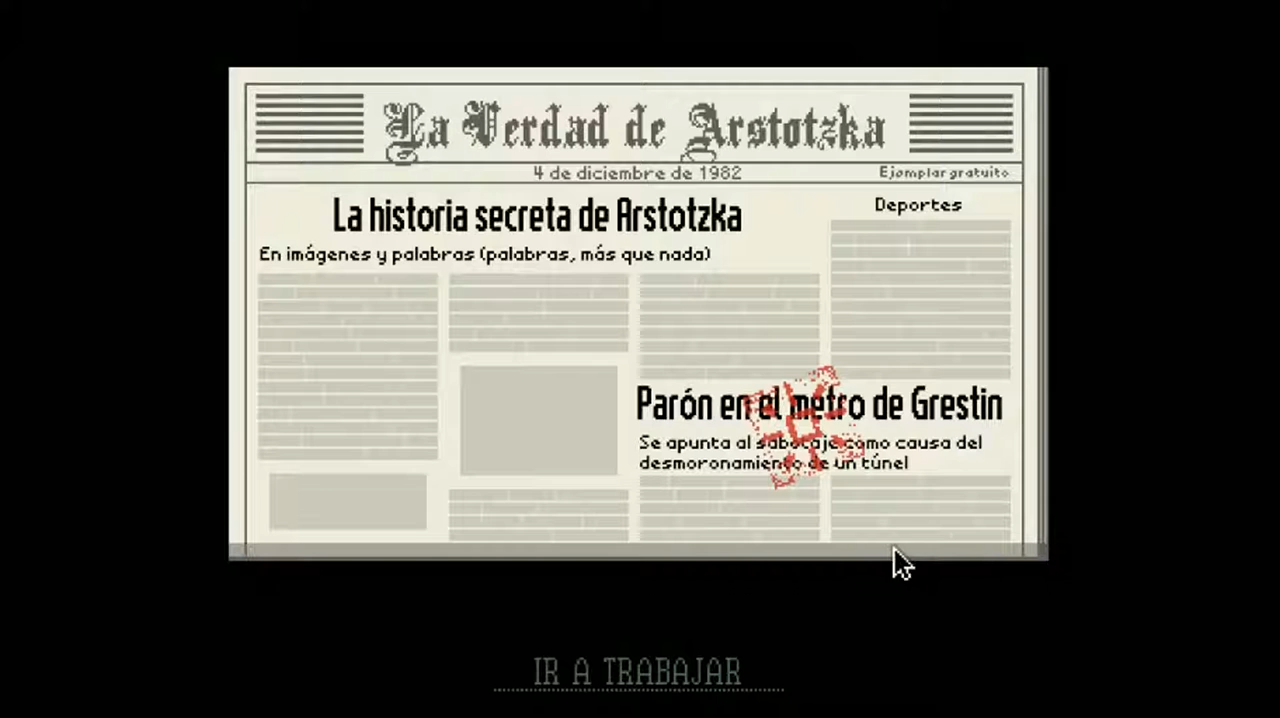 La Verdad de Arstotzka
4 de diciembre de 1982
Ejemplar gratuito
La historia secreta de Arstotzka
En imágenes y palabras (palabras, más que nada)
Deportes
Parón en el metro de Grestin
Se apunta al sabotaje como causa del
desmoronamiento de un túnel
IR A TRABAJAR